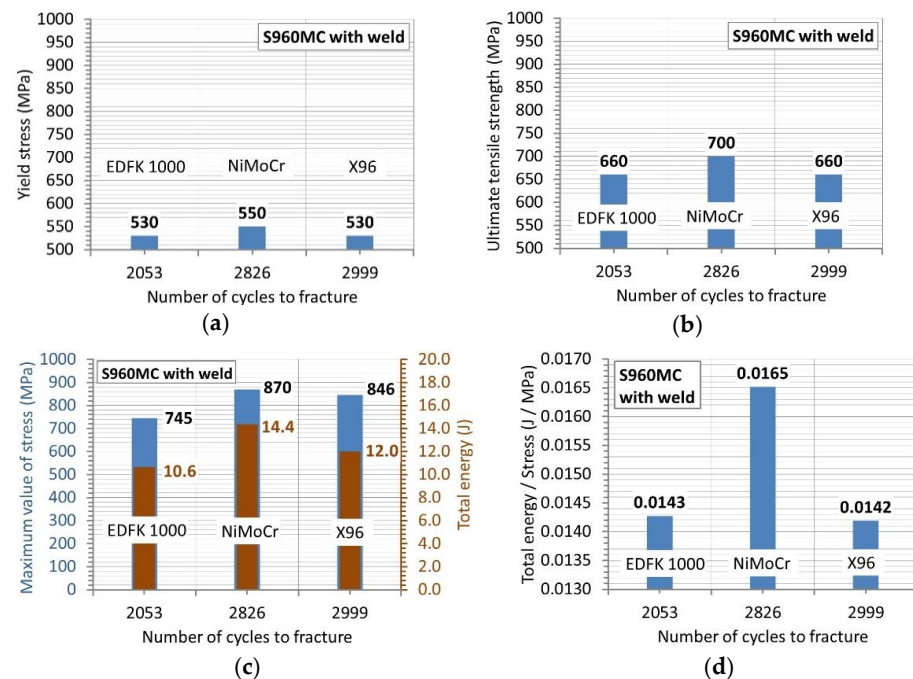 S960MC with weld
Yield stress (MPa)
1000
950
900
850
800
750
700
650
600
550
500
EDFK 1000 NiMoCr X96
530 550 530
2053 2826 2999
Number of cycles to fracture
(a)
S960MC with weld
Ultimate tensile strength (MPa)
1000
950
900
850
800
750
700
650
600
550
500
660 700 660
EDFK 1000 NiMoCr X96
2053 2826 2999
Number of cycles to fracture
(b)
S960MC with weld
Maximum value of stress (MPa)
1000
900
800
700
600
500
400
300
200
100
0
745 870 846
10.6 14.4 12.0
EDFK 1000 NiMoCr X96
Total energy (J)
20.0
18.0
16.0
14.0
12.0
10.0
8.0
6.0
4.0
2.0
0.0
2053 2826 2999
Number of cycles to fracture
(c)
S960MC
with weld
Total energy / Stress (J / MPa)
0.0170
0.0165
0.0160
0.0155
0.0150
0.0145
0.0140
0.0135
0.0130
0.0143 0.0165 0.0142
EDFK 1000 NiMoCr X96
2053 2826 2999
Number of cycles to fracture
(d)